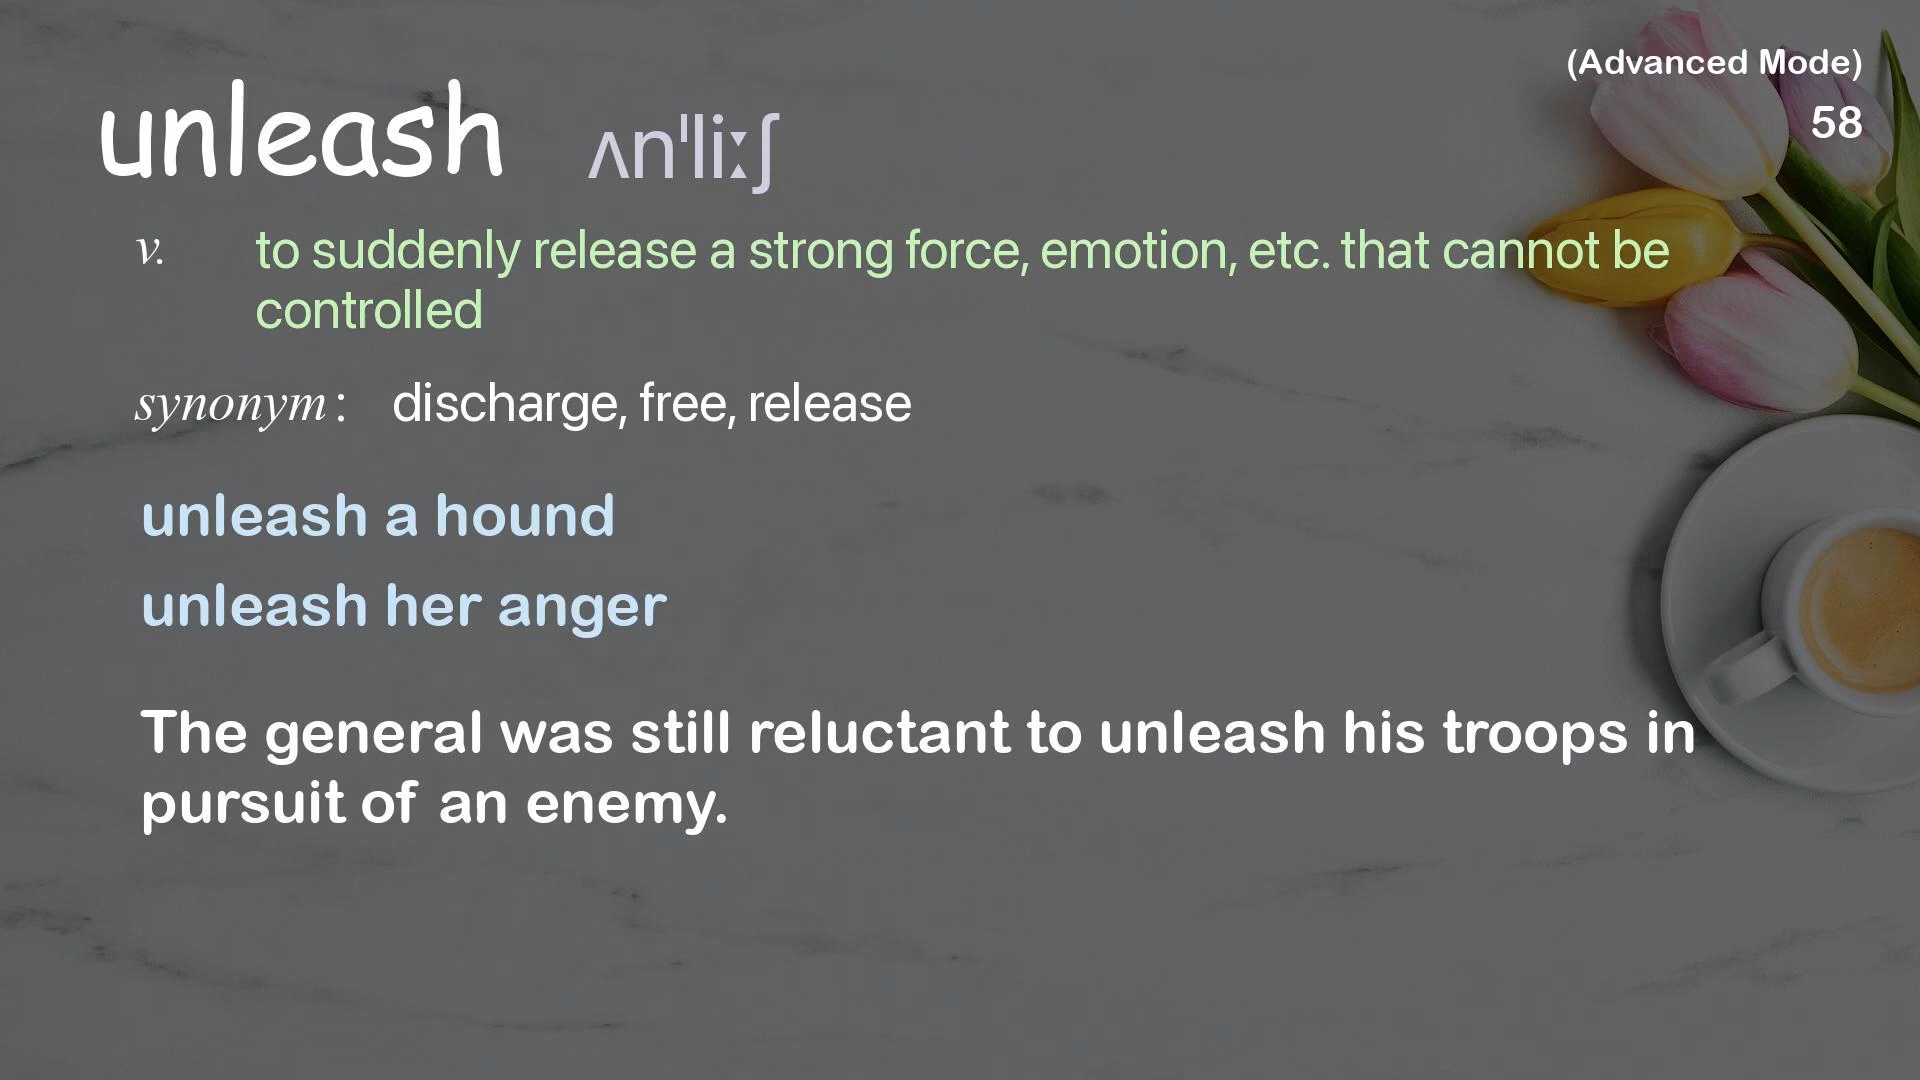 (Advanced Mode)
58
unleash ʌnˈliːʃ
v. to suddenly release a strong force, emotion, etc. that cannot be
controlled
synonym: discharge, free, release
unleash a hound
unleash her anger
The general was still reluctant to unleash his troops in
pursuit of an enemy.